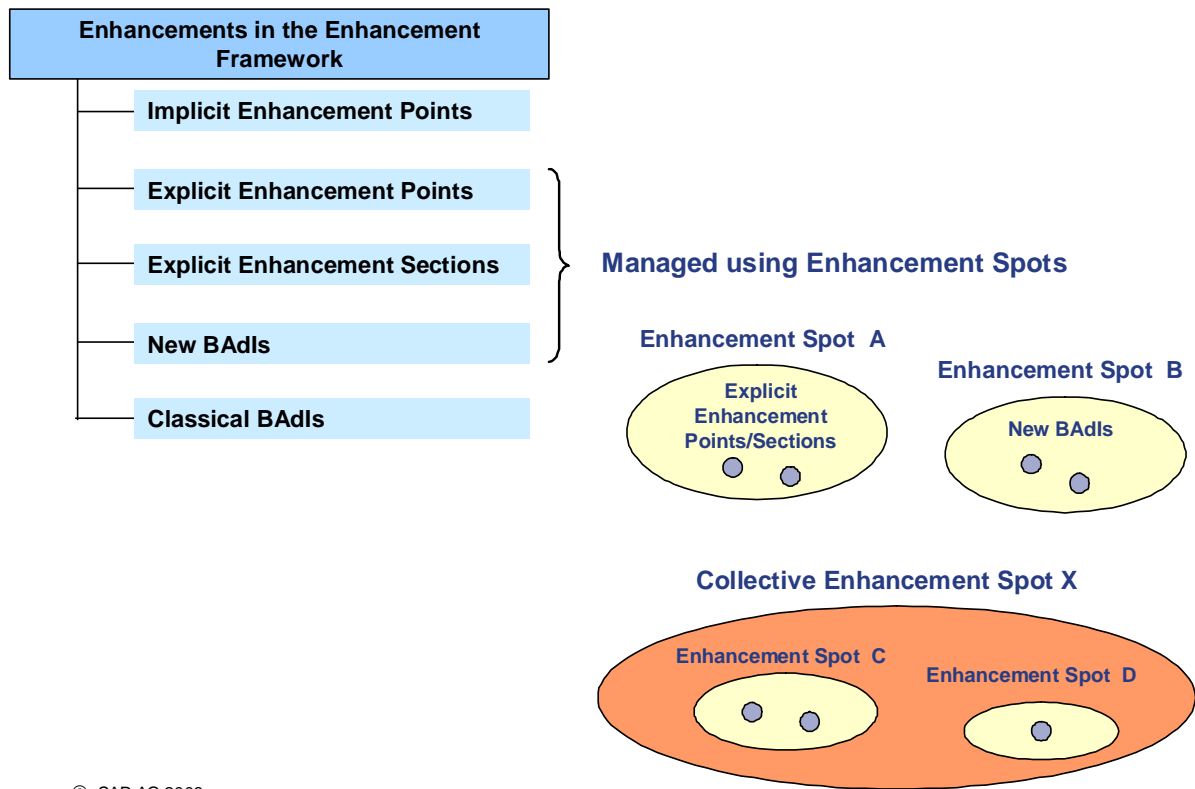 Enhancements in the Enhancement
Framework
Implicit Enhancement Points
Explicit Enhancement Points
Explicit Enhancement Sections
New BAdIs
Classical BAdIs
Managed using Enhancement Spots
Enhancement Spot A
Explicit
Enhancement
Points/Sections
Enhancement Spot B
New BAdIs
Collective Enhancement Spot X
Enhancement Spot C
Enhancement Spot D
© SAP AG